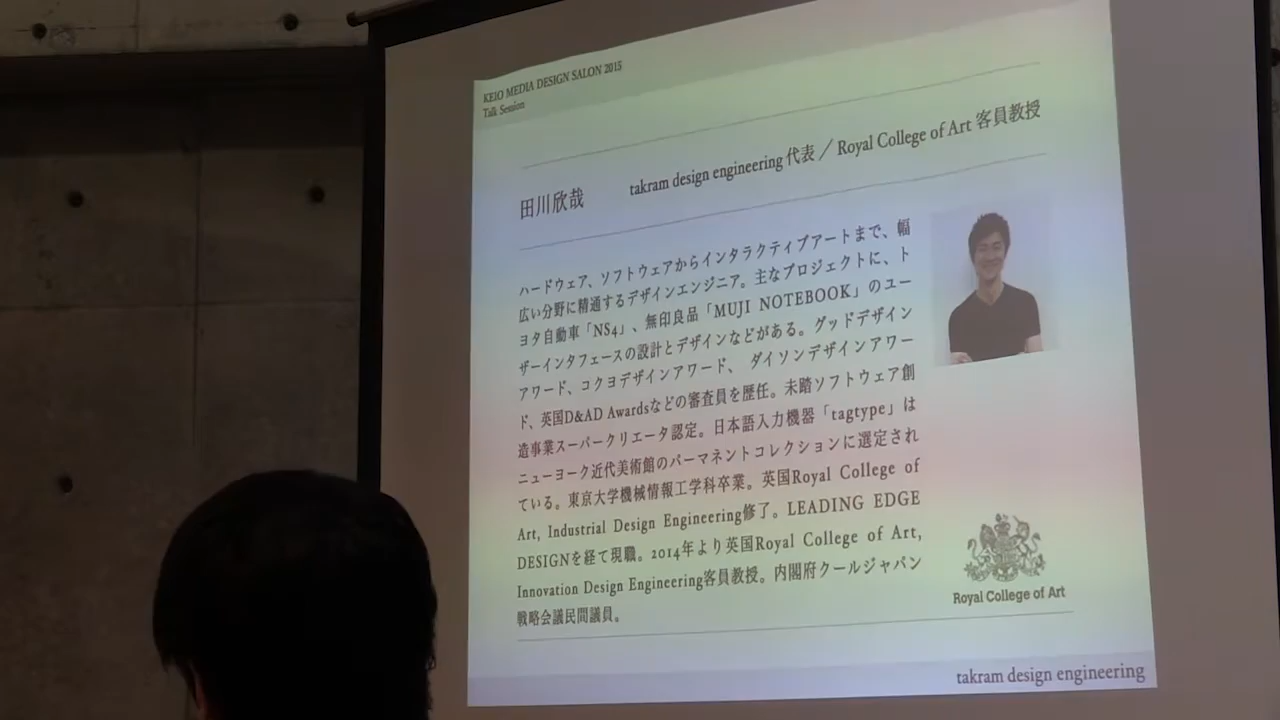 KEIO MEDIA DESIGN SALON 2015
Talk Session
田川欣哉 takram design engineering 代表 / Royal College of Art 客員教授
ハードウェア、ソフトウェアからインタラクティブアートまで、幅
広い分野に精通するデザインエンジニア。主なプロジェクトに、ト
ヨタ自動車「NS4」、無印良品「MUJI NOTEBOOK」のユー
ザーインタフェースの設計とデザインなどがある。グッドデザイン
アワード、コクヨデザインアワード、ダイソンデザインアワー
ド、英国D&AD Awardsなどの審査員を歴任。未踏ソフトウェア創
造事業スーパークリエータ認定。日本語入力機器「tagtype」は
ニューヨーク近代美術館のパーマネントコレクションに選定され
ている。東京大学機械情報工学科卒業。英国Royal College of
Art, Industrial Design Engineering修了。LEADING EDGE
DESIGNを経て現職。2014年より英国Royal College of Art,
Innovation Design Engineering客員教授。内閣府クールジャパン
戦略会議民間議員。
Royal College of Art
takram design engineering